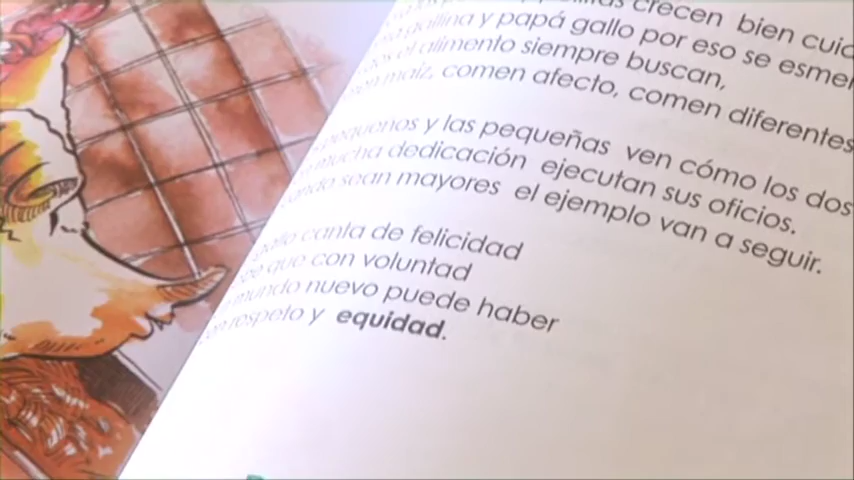 crecen bien
gallina y papá gallo por eso se
el alimento siempre buscan,
maíz, comen afecto, comen diferentes
pequeños y las pequeñas ven cómo los dos
mucha dedicación ejecutan sus oficios.
sean mayores el ejemplo van a seguir.
gallo canta de felicidad
que con voluntad
mundo nuevo puede haber
respeto y equidad.